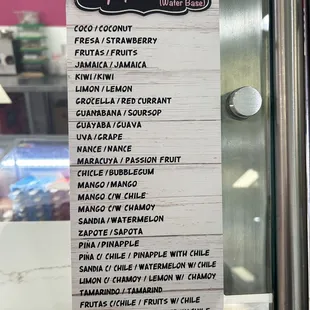 (Water Base)
COCO / COCONUT
FRESA / STRAWBERRY
FRUTAS / FRUITS
JAMAICA / JAMAICA
KIWI / KIWI
LIMON / LEMON
GROCELLA / RED CURRANT
GUANABANA / SOURSOP
GUAYABA / GUAVA
UVA / GRAPE
NANCE / NANCE
MARACUYA / PASSION FRUIT
CHICLE / BUBBLEGUM
MANGO / MANGO
MANGO C/W CHILE
MANGO C/W CHAMOY
SANDIA / WATERMELON
ZAPOTE / SAPOTA
PIÑA / PINAPPLE
PIÑA C/ CHILE / PINAPPLE WITH CHILE
SANDIA C/ CHILE / WATERMELON W/ CHILE
LIMON C/ CHAMOY / LEMON W/ CHAMOY
TAMARINDO / TAMARIND
FRUTAS C/CHILE / FRUITS W/ CHILE